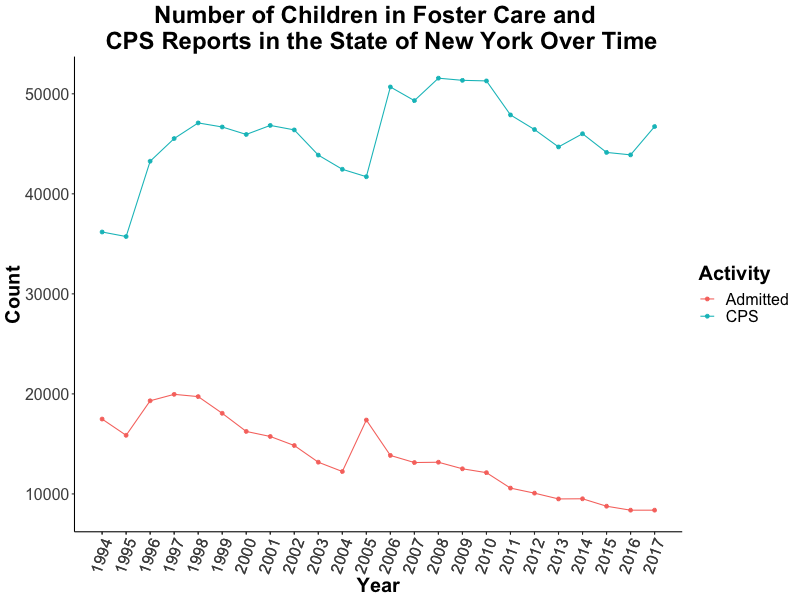 Number of Children in Foster Care and
CPS Reports in the State of New York Over Time
Count
50000
40000
30000
20000
10000
1994 1995 1996 1997 1998 1999 2000 2001 2002 2003 2004 2005 2006 2007 2008 2009 2010 2011 2012 2013 2014 2015 2016 2017
Year
Activity
Admitted
CPS